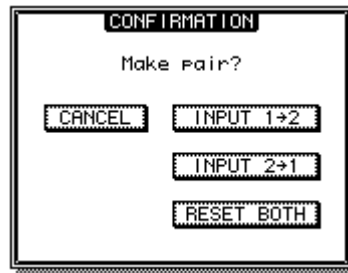 CONFIRMATION
Make pair?
CANCEL INPUT 1→2
INPUT 2→1
RESET BOTH